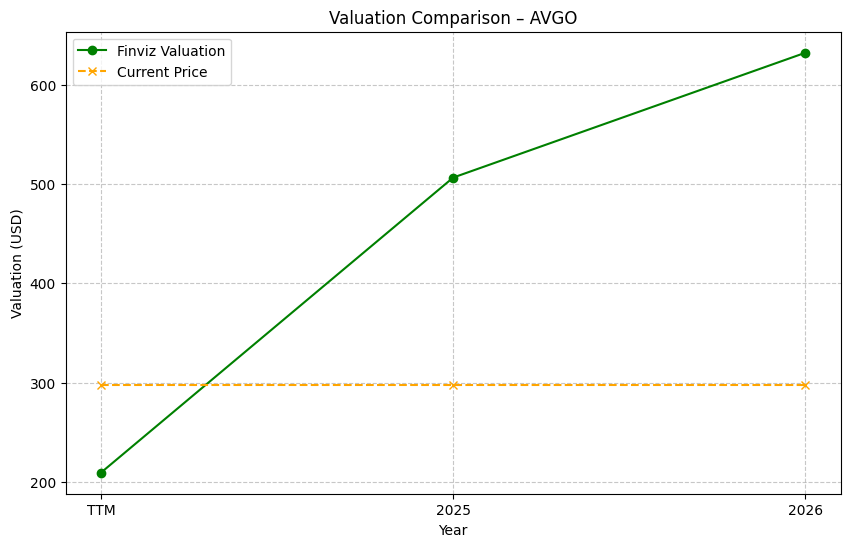 Valuation Comparison – AVGO
Finviz Valuation
Current Price
Valuation (USD)
600
500
400
300
200
TTM
2025
2026
Year